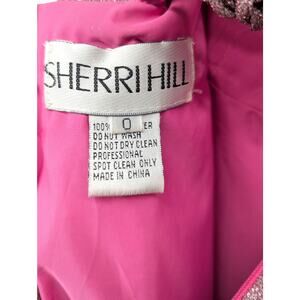 SHERRI HILL
0
100% ER
DO NOT WASH
DO NOT DRY CLEAN
PROFESSIONAL
SPOT CLEAN ONLY
MADE IN CHINA